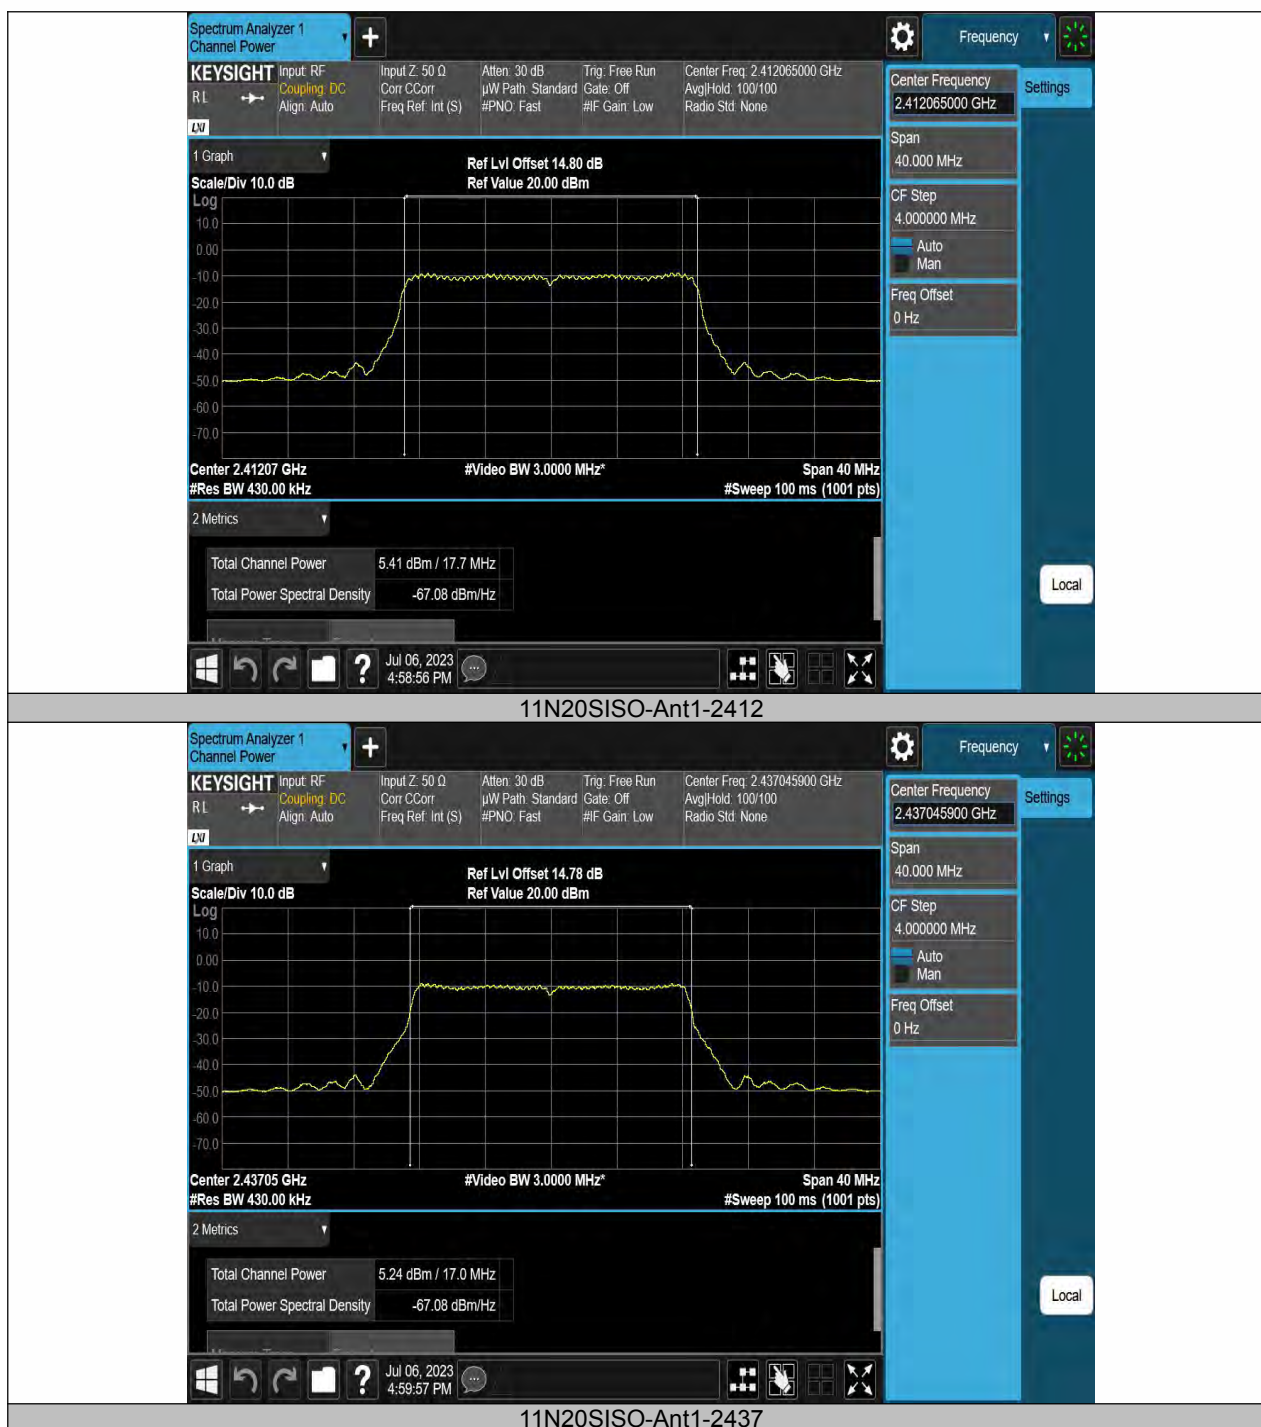 Spectrum Analyzer 1
Channel Power
Frequency
KEYSIGHT
R L
LXI
Input: RF
Coupling: DC
Align: Auto
Input Z: 50 Ω
Corr CCorr
Freq Ref: Int (S)
Atten: 30 dB
µW Path: Standard
#PNO: Fast
Trig: Free Run
Gate: Off
#IF Gain: Low
Center Freq: 2.412065000 GHz
Avg|Hold: 100/100
Radio Std: None
Center Frequency
2.412065000 GHz
Settings
Span
40.000 MHz
CF Step
4.000000 MHz
Auto
Man
Freq Offset
0 Hz
Local
1 Graph
Scale/Div 10.0 dB
Ref Lvl Offset 14.80 dB
Ref Value 20.00 dBm
Log
10.0
0.00
-10.0
-20.0
-30.0
-40.0
-50.0
-60.0
-70.0
Center 2.41207 GHz
#Video BW 3.0000 MHz*
Span 40 MHz
#Res BW 430.00 kHz
#Sweep 100 ms (1001 pts)
2 Metrics
Total Channel Power 5.41 dBm / 17.7 MHz
Total Power Spectral Density -67.08 dBm/Hz
?
Jul 06, 2023
4:58:56 PM
11N20SISO-Ant1-2412
Spectrum Analyzer 1
Channel Power
Frequency
KEYSIGHT
R L
LXI
Input: RF
Coupling: DC
Align: Auto
Input Z: 50 Ω
Corr CCorr
Freq Ref: Int (S)
Atten: 30 dB
µW Path: Standard
#PNO: Fast
Trig: Free Run
Gate: Off
#IF Gain: Low
Center Freq: 2.437045900 GHz
Avg|Hold: 100/100
Radio Std: None
Center Frequency
2.437045900 GHz
Settings
Span
40.000 MHz
CF Step
4.000000 MHz
Auto
Man
Freq Offset
0 Hz
Local
1 Graph
Scale/Div 10.0 dB
Ref Lvl Offset 14.78 dB
Ref Value 20.00 dBm
Log
10.0
0.00
-10.0
-20.0
-30.0
-40.0
-50.0
-60.0
-70.0
Center 2.43705 GHz
#Video BW 3.0000 MHz*
Span 40 MHz
#Res BW 430.00 kHz
#Sweep 100 ms (1001 pts)
2 Metrics
Total Channel Power 5.24 dBm / 17.0 MHz
Total Power Spectral Density -67.08 dBm/Hz
?
Jul 06, 2023
4:59:57 PM
11N20SISO-Ant1-2437